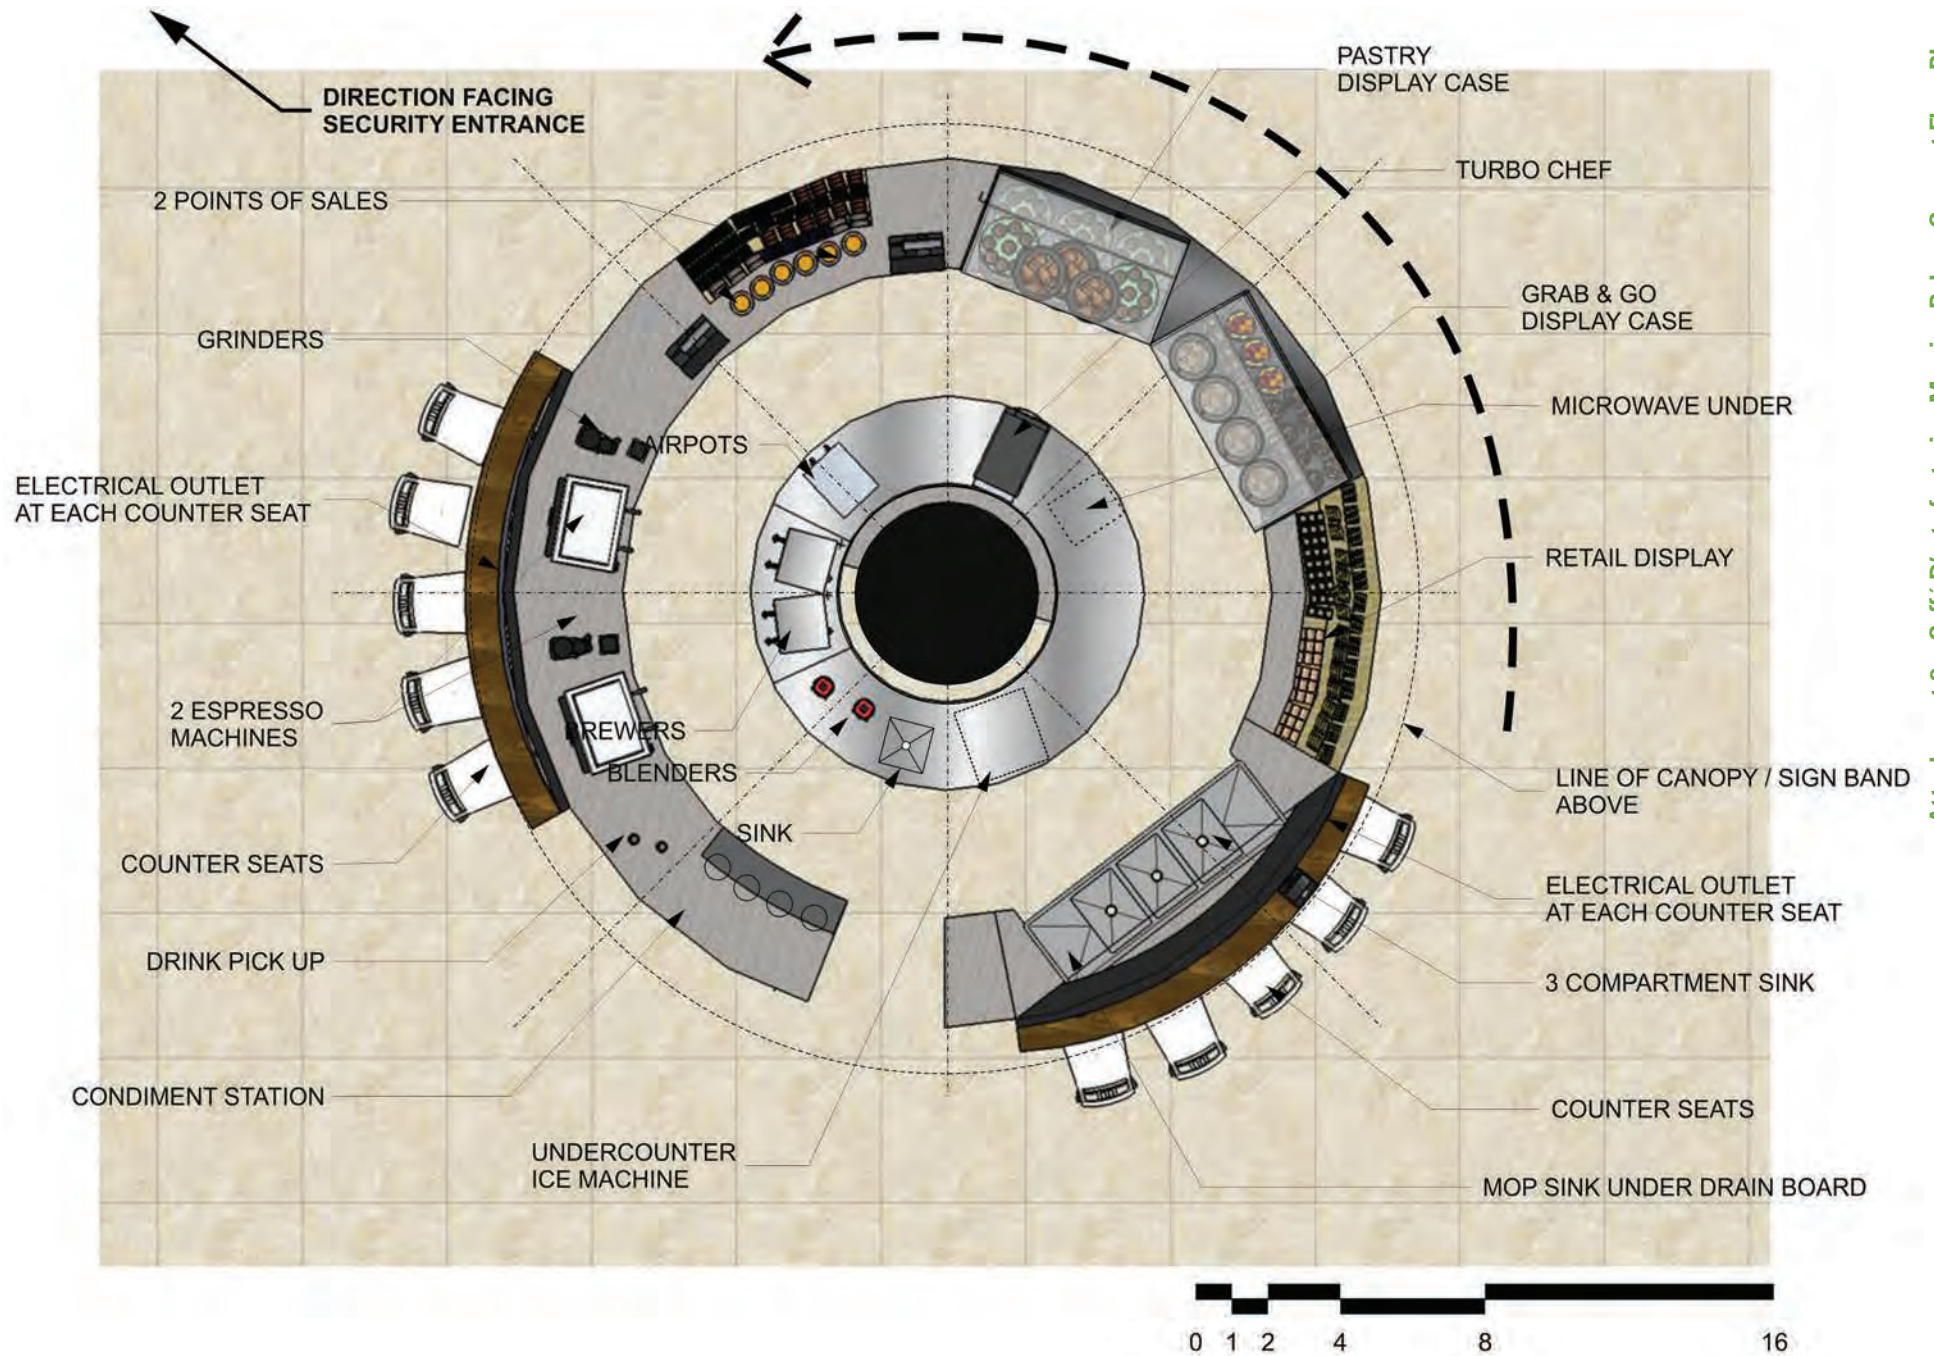 DIRECTION FACING
SECURITY ENTRANCE
PASTRY
DISPLAY CASE
2 POINTS OF SALES
TURBO CHEF
GRINDERS
GRAB & GO
DISPLAY CASE
AIRPOTS
MICROWAVE UNDER
ELECTRICAL OUTLET
AT EACH COUNTER SEAT
RETAIL DISPLAY
2 ESPRESSO
MACHINES
BREWERS
BLENDERS
LINE OF CANOPY / SIGN BAND
ABOVE
SINK
COUNTER SEATS
ELECTRICAL OUTLET
AT EACH COUNTER SEAT
DRINK PICK UP
3 COMPARTMENT SINK
CONDIMENT STATION
COUNTER SEATS
UNDERCOUNTER
ICE MACHINE
MOP SINK UNDER DRAIN BOARD
0 1 2 4 8 16